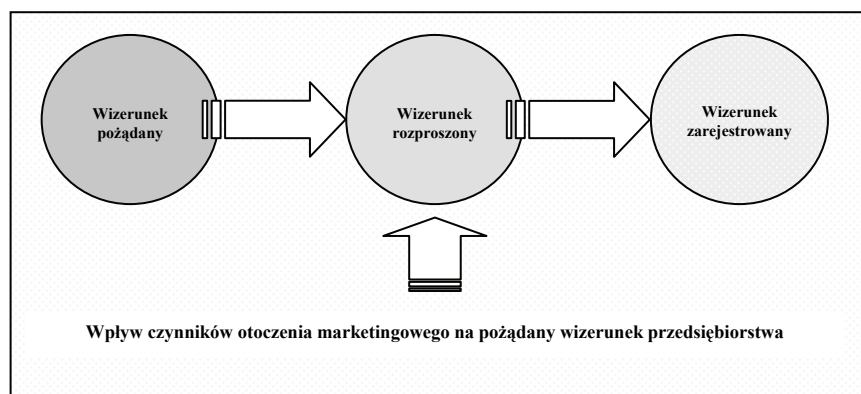 Wizerunek
pożądany
Wizerunek
rozproszony
Wizerunek
zarejestrowany
Wpływ czynników otoczenia marketingowego na pożądany wizerunek przedsiębiorstwa